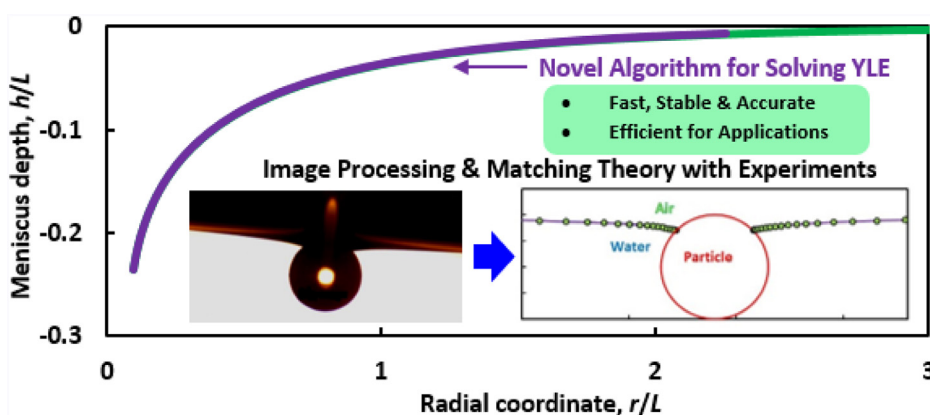 0
-0.1
-0.2
-0.3
Meniscus depth, h/L
Novel Algorithm for Solving YLE
• Fast, Stable & Accurate
• Efficient for Applications
Image Processing & Matching Theory with Experiments
Air
Water
Particle
0 1 2 3
Radial coordinate, r/L